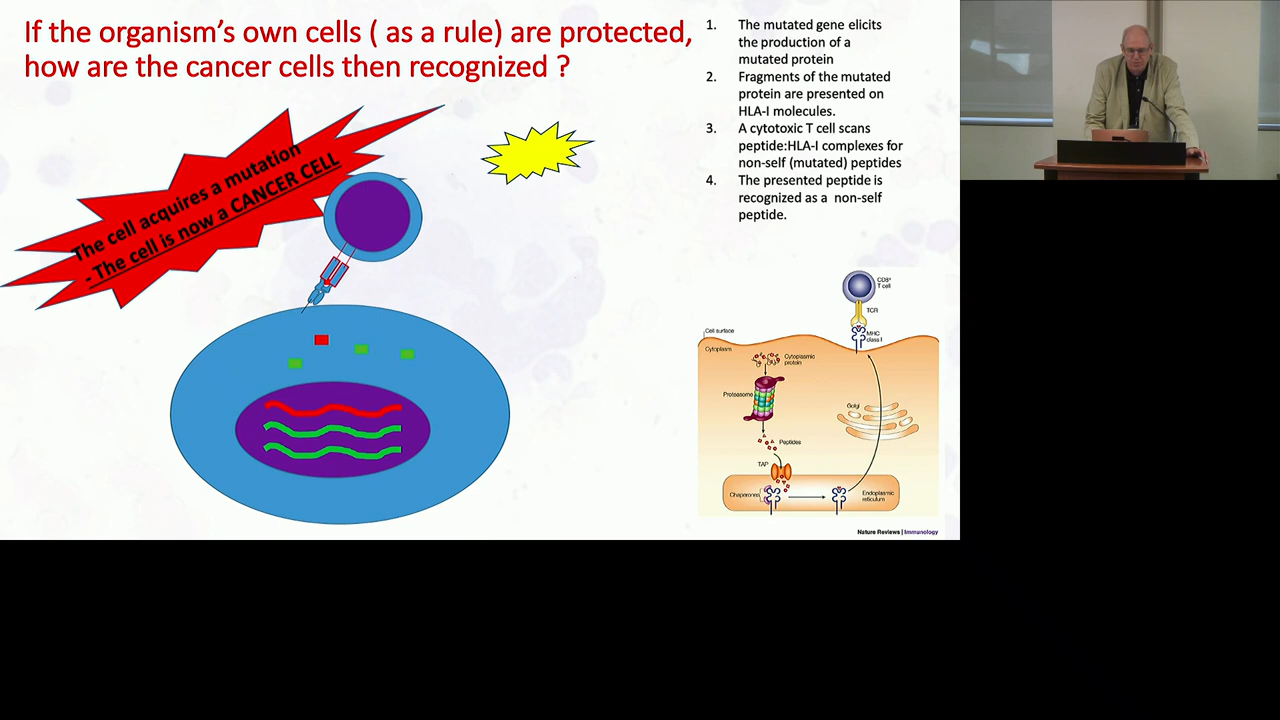 If the organism's own cells ( as a rule) are protected,
how are the cancer cells then recognized ?
The cell acquires a mutation
- The cell is now a CANCER CELL
1. The mutated gene elicits
the production of a
mutated protein
2. Fragments of the mutated
protein are presented on
HLA-I molecules.
3. A cytotoxic T cell scans
peptide:HLA-I complexes for
non-self (mutated) peptides
4. The presented peptide is
recognized as a non-self
peptide.
CD8+
T cell
TCR
MHC
class I
Cell surface
Cytoplasm
Cytoplasmic
protein
Proteasome
Golgi
Peptides
TAP
Chaperones
Endoplasmic
reticulum
Nature Reviews | Immunology